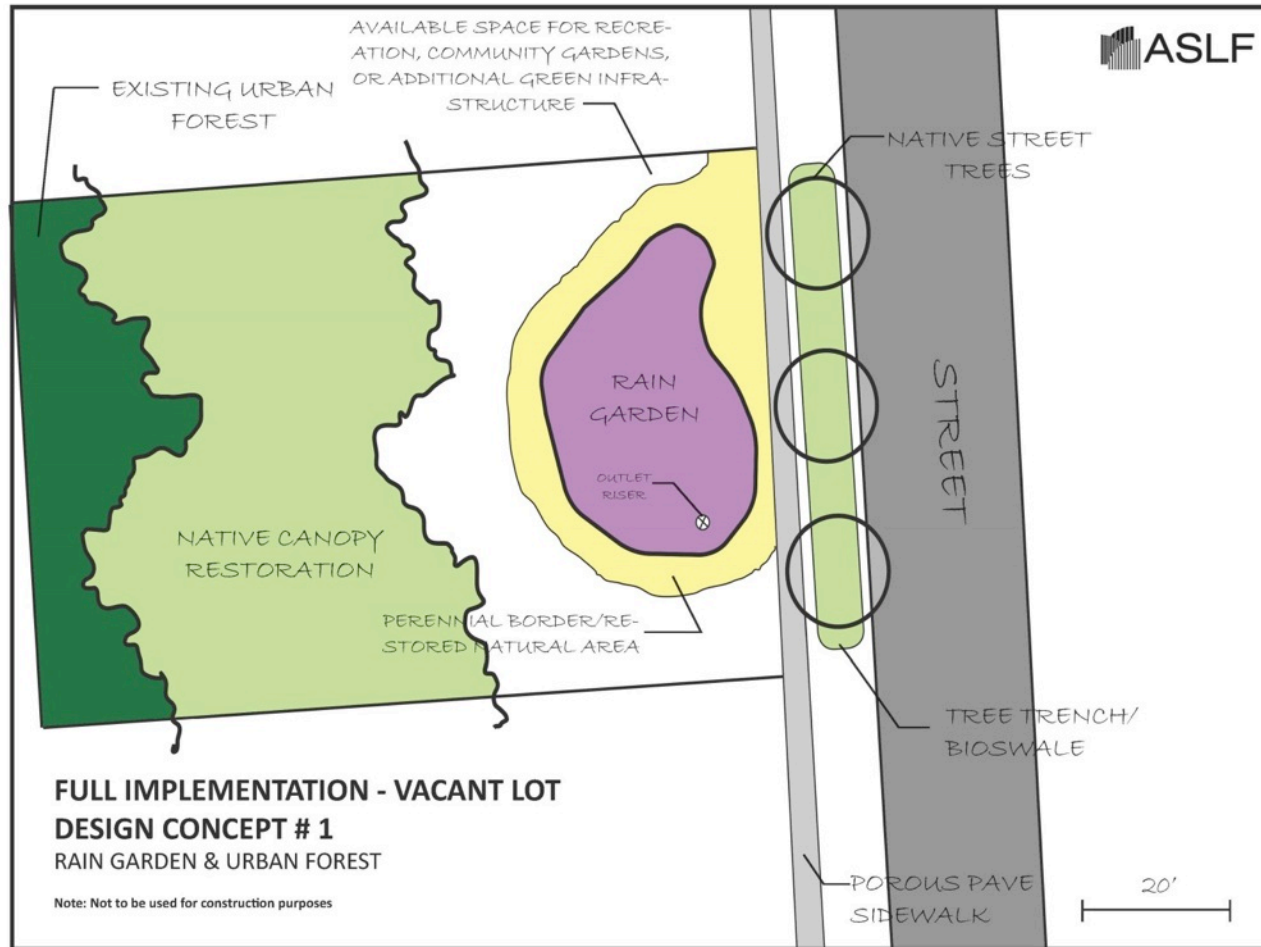 AVAILABLE SPACE FOR RECRE-
ATION, COMMUNITY GARDENS,
OR ADDITIONAL GREEN INFRA-
STRUCTURE
ASLF
EXISTING URBAN
FOREST
NATIVE STREET
TREES
RAIN
GARDEN
STREET
OUTLET
RISER
NATIVE CANOPY
RESTORATION
PERENNIAL BORDER/RE-
STORED NATURAL AREA
TREE TRENCH/
BIOSWALE
FULL IMPLEMENTATION - VACANT LOT
DESIGN CONCEPT # 1
RAIN GARDEN & URBAN FOREST
Note: Not to be used for construction purposes
POROUS PAVE
SIDEWALK
20'